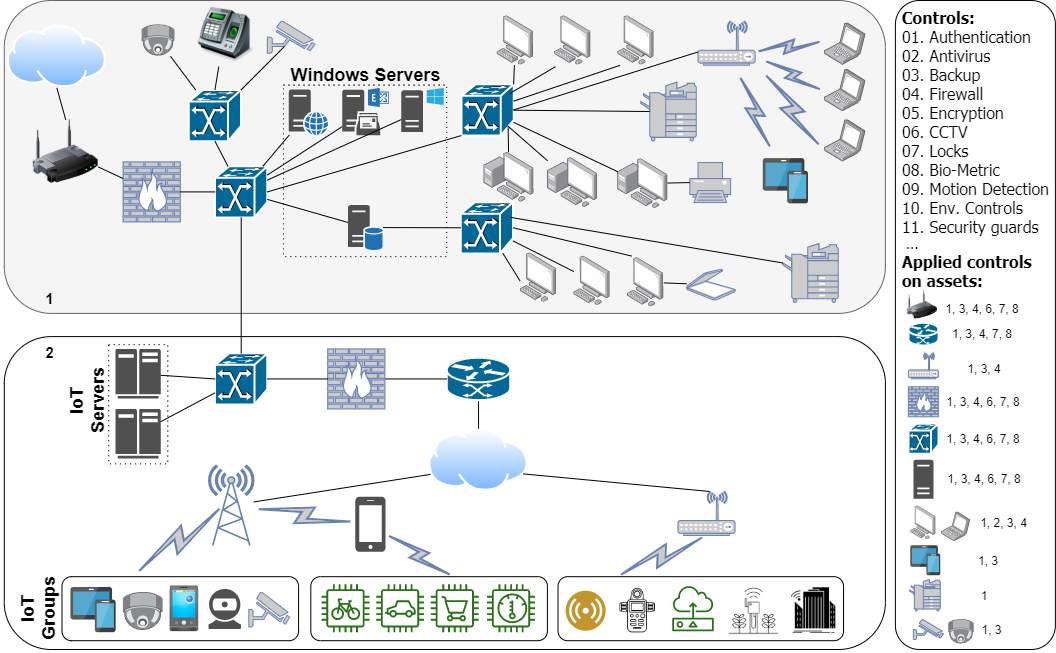 Windows Servers
1
2
IoT
Servers
IoT
Groups
E
Controls:
01. Authentication
02. Antivirus
03. Backup
04. Firewall
05. Encryption
06. CCTV
07. Locks
08. Bio-Metric
09. Motion Detection
10. Env. Controls
11. Security guards
...
Applied controls
on assets:
1, 3, 4, 6, 7, 8
1, 3, 4, 7, 8
1, 3, 4
1, 3, 4, 6, 7, 8
1, 3, 4, 6, 7, 8
1, 3, 4, 6, 7, 8
1, 2, 3, 4
1, 3
1
1, 3